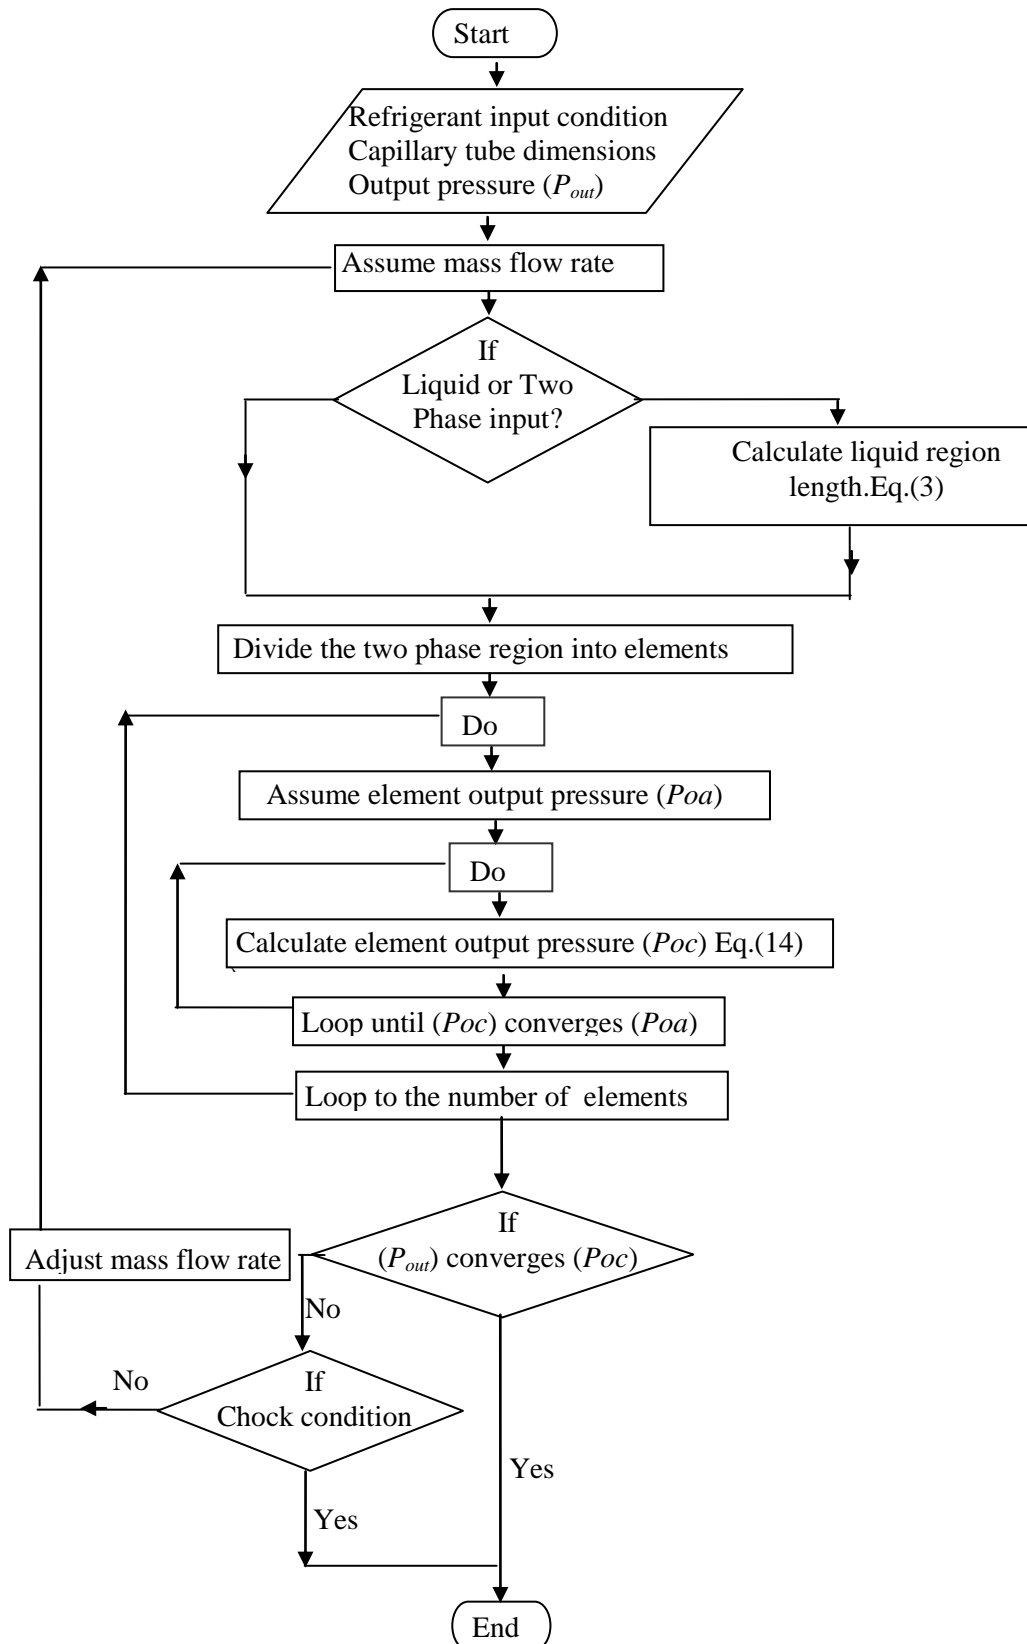 Start
Refrigerant input condition
Capillary tube dimensions
Output pressure (Pout)
Assume mass flow rate
If
Liquid or Two
Phase input?
Calculate liquid region
length.Eq.(3)
Divide the two phase region into elements
Do
Assume element output pressure (Poa)
Do
Calculate element output pressure (Poc) Eq.(14)
`
Loop until (Poc) converges (Poa)
Loop to the number of elements
If
(Pout) converges (Poc)
Adjust mass flow rate
No
If
Chock condition
No
Yes
Yes
End